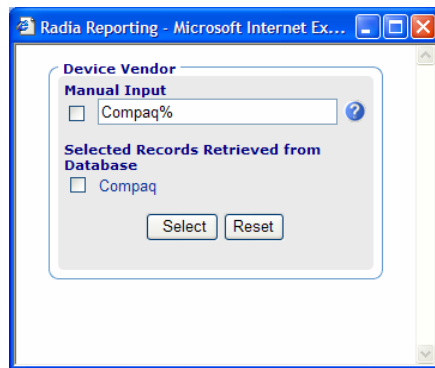 Radia Reporting - Microsoft Internet Ex...
Device Vendor
Manual Input
Compaq%
?
Selected Records Retrieved from
Database
Compaq
Select Reset